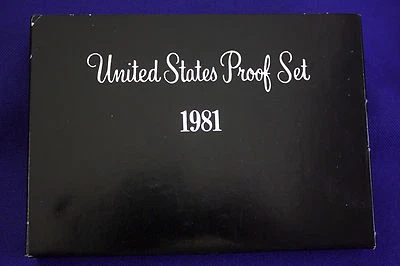 United States Proof Set
1981